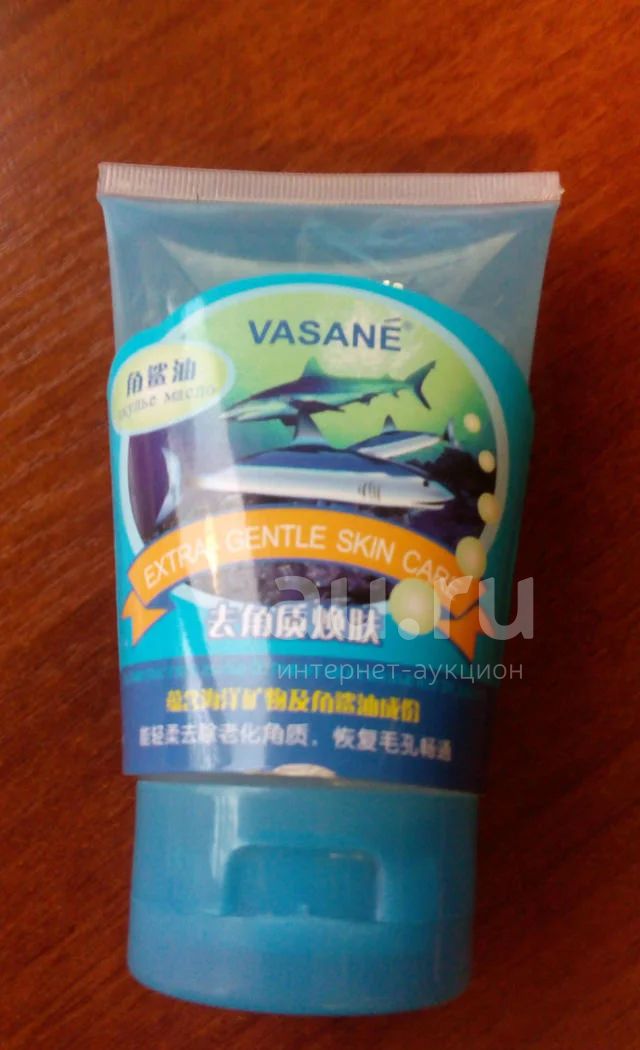 VASANÉ®
角鲨油
акулье масло
EXTRA GENTLE SKIN CARE
去角质焕肤
蕴含海洋矿物及角鲨油成份
能轻柔去除老化角质，恢复毛孔畅通
au.ru
интернет-аукцион